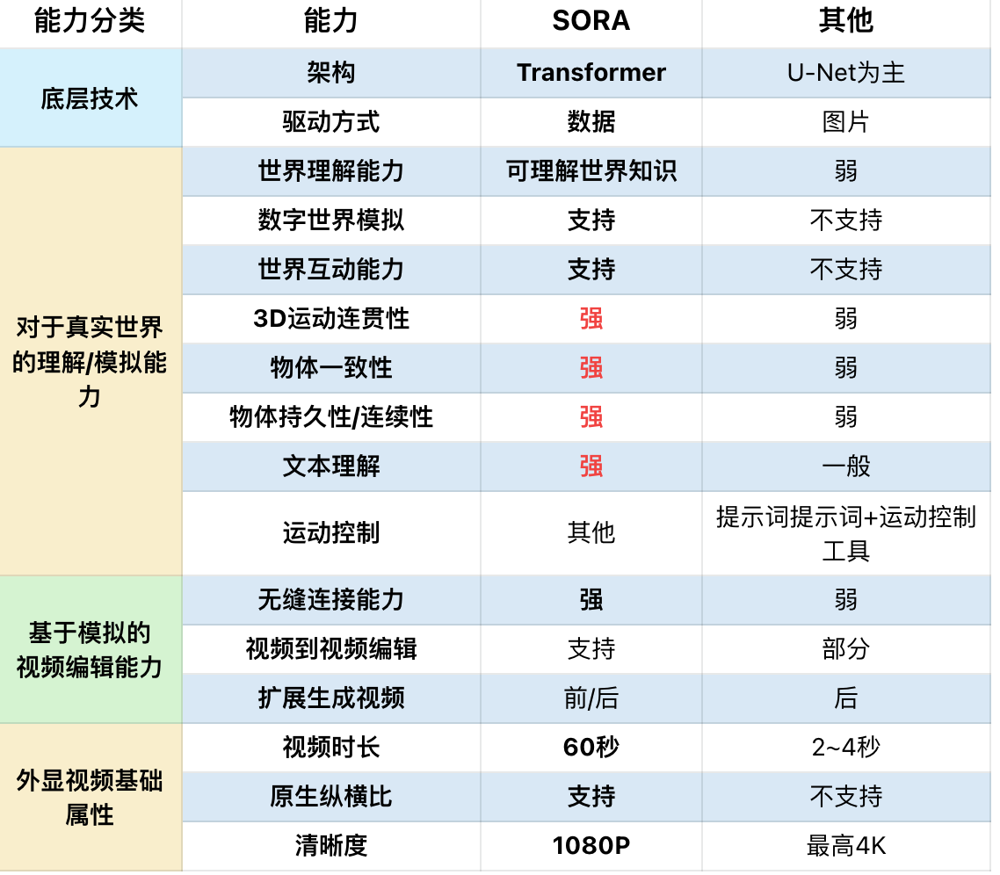 能力分类 能力 SORA 其他
底层技术
架构 Transformer U-Net为主
驱动方式 数据 图片
对于真实世界
的理解/模拟能
力
世界理解能力 可理解世界知识 弱
数字世界模拟 支持 不支持
世界互动能力 支持 不支持
3D运动连贯性 强 弱
物体一致性 强 弱
物体持久性/连续性 强 弱
文本理解 强 一般
运动控制 其他 提示词提示词+运动控制
工具
基于模拟的
视频编辑能力
无缝连接能力 强 弱
视频到视频编辑 支持 部分
扩展生成视频 前/后 后
外显视频基础
属性
视频时长 60秒 2~4秒
原生纵横比 支持 不支持
清晰度 1080P 最高4K